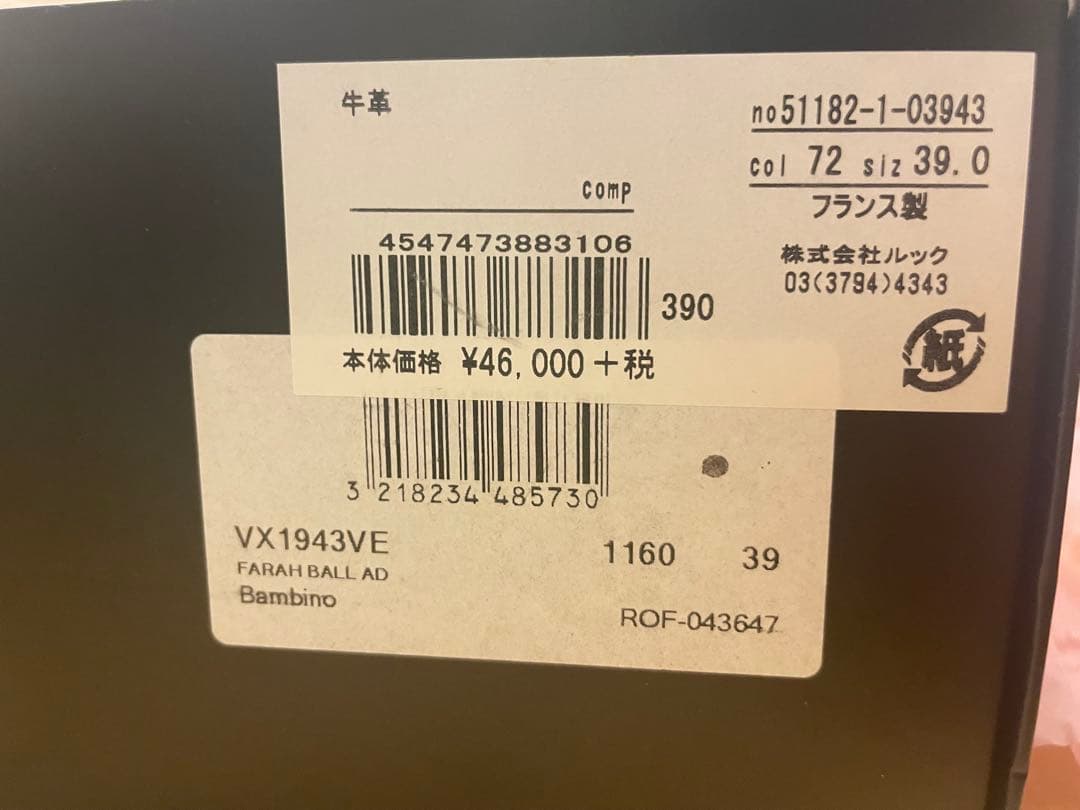 牛革
comp
4547473883106
390
本体価格 ¥46,000+税
no51182-1-03943
col 72 siz 39.0
フランス製
株式会社ルック
03(3794)4343
紙
3 218234 485730
VX1943VE
1160 39
FARAH BALL AD
Bambino
ROF-043647